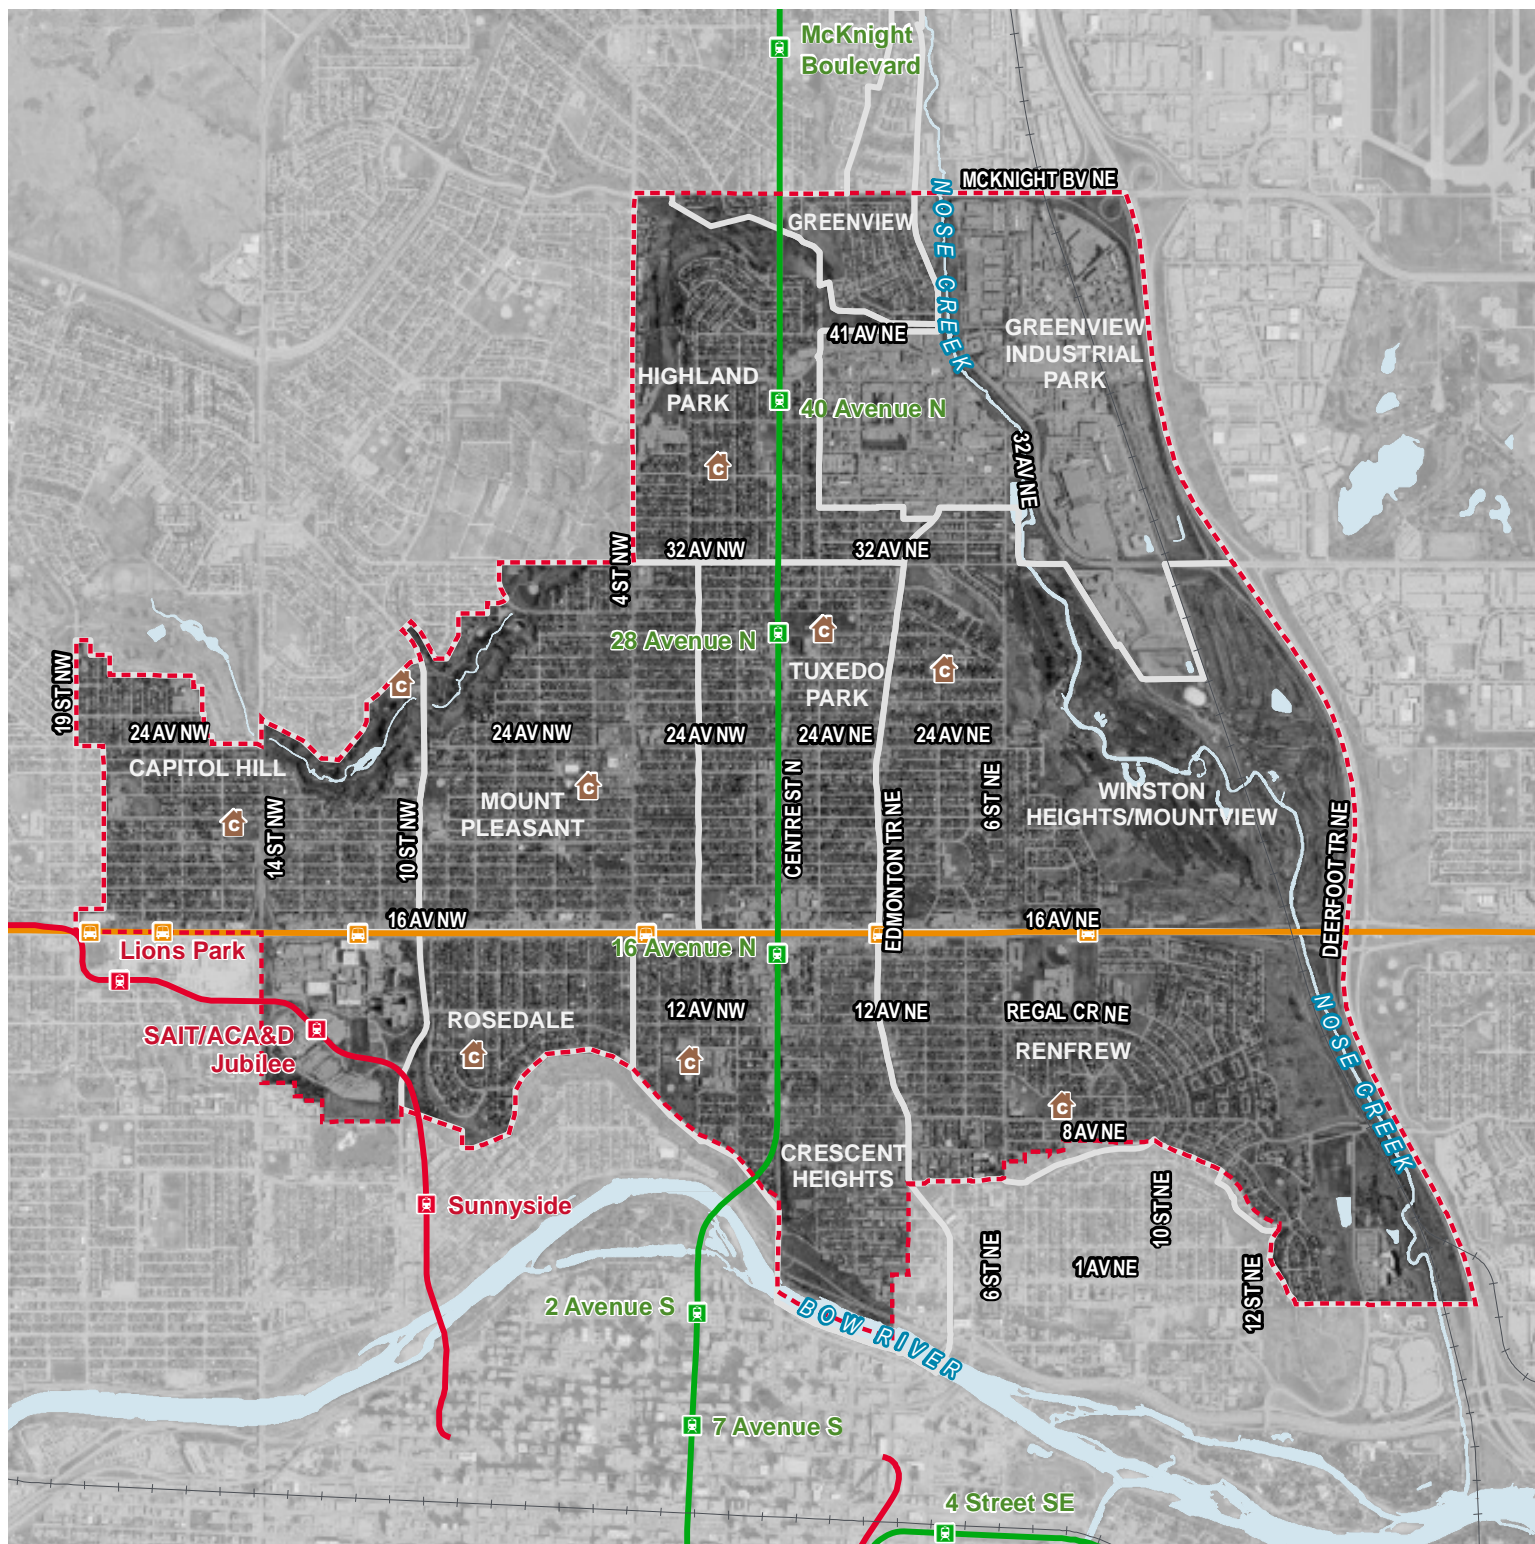 McKnight
Boulevard
MCKNIGHT BV NE
NOSE CREEK
GREENVIEW
41 AV NE
GREENVIEW
INDUSTRIAL
PARK
HIGHLAND
PARK
40 Avenue N
32 AV NE
C
32 AV NW
32 AV NE
4 ST NW
28 Avenue N
C
C
TUXEDO
PARK
19 ST NW
C
24 AV NW
24 AV NW
24 AV NW
24 AV NE
24 AV NE
CAPITOL HILL
C
MOUNT
PLEASANT
CENTRE ST N
6 ST NE
WINSTON
HEIGHTS/MOUNTVIEW
C
14 ST NW
10 ST NW
EDMONTON TR NE
DEERFOOT TR NE
16 AV NW
16 AV NE
Lions Park
16 Avenue N
12 AV NW
12 AV NE
REGAL CR NE
NOSE CREEK
ROSEDALE
RENFREW
SAIT/ACA&D
Jubilee
C
C
C
8 AV NE
CRESCENT
HEIGHTS
Sunnyside
10 ST NE
6 ST NE
1 AV NE
12 ST NE
2 Avenue S
BOW RIVER
7 Avenue S
4 Street SE